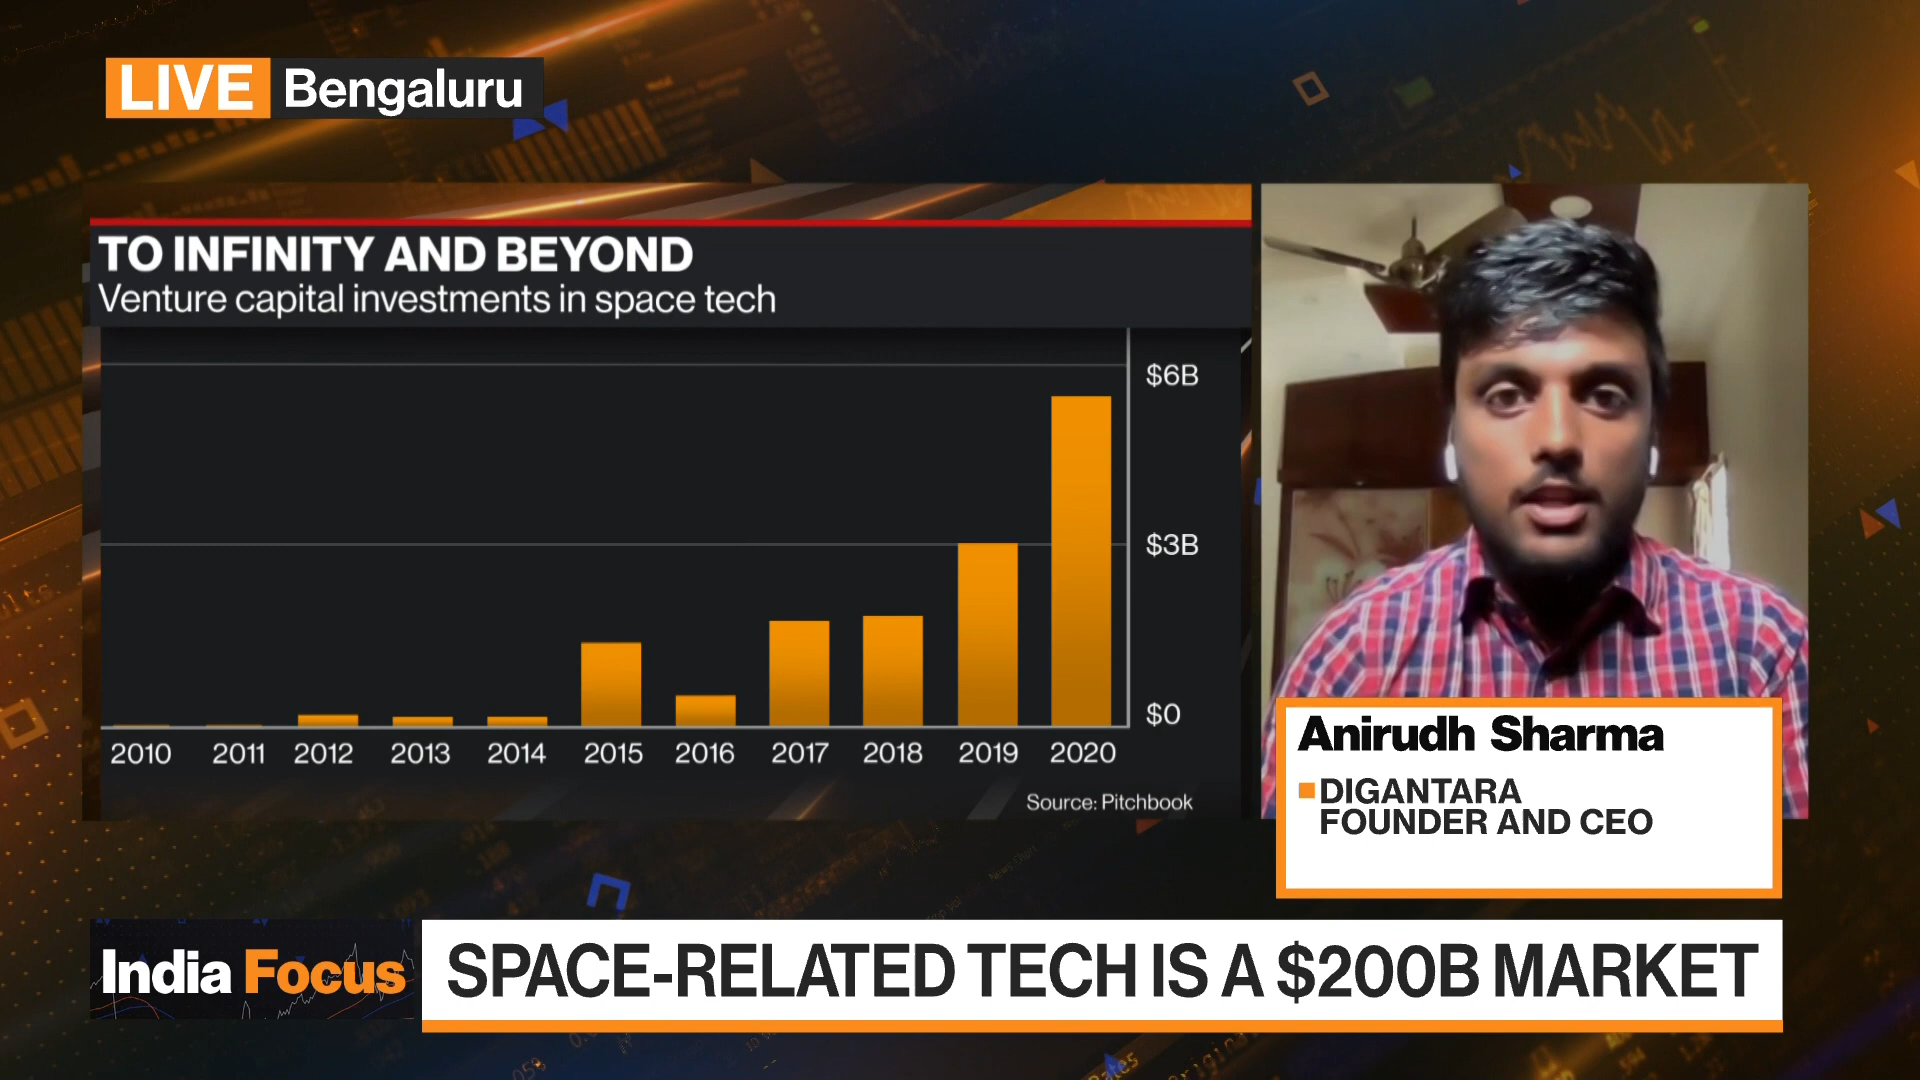 LIVE Bengaluru
TO INFINITY AND BEYOND
Venture capital investments in space tech
$6B
$3B
$0
2010 2011 2012 2013 2014 2015 2016 2017 2018 2019 2020
Source: Pitchbook
Anirudh Sharma
DIGANTARA
FOUNDER AND CEO
India Focus
SPACE-RELATED TECH IS A $200B MARKET